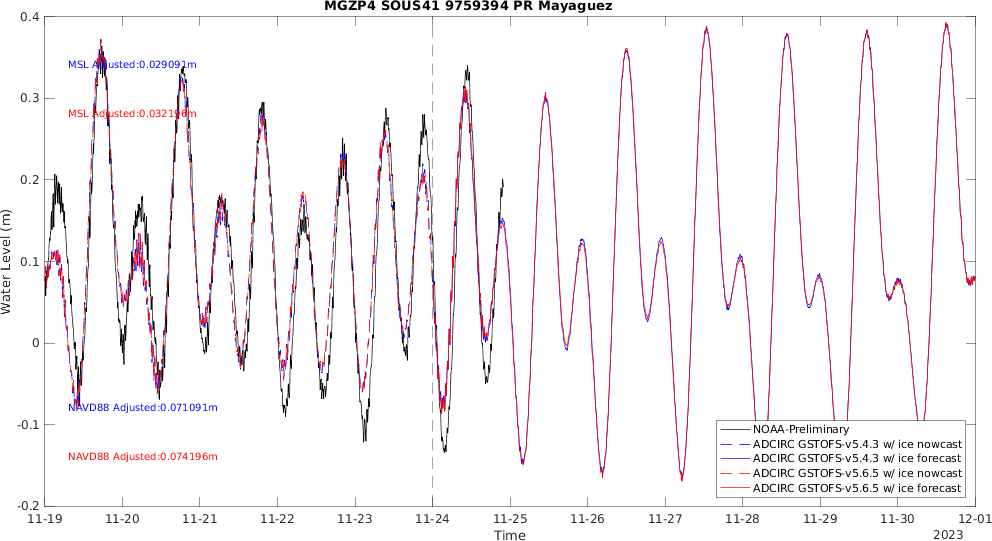 MGZP4 SOUS41 9759394 PR Mayaguez
0.4
0.3
0.2
0.1
0
-0.1
-0.2
Water Level (m)
MSL Adjusted:0.029091m
MSL Adjusted:0.032196m
NAVD88 Adjusted:0.071091m
NAVD88 Adjusted:0.074196m
NOAA-Preliminary
ADCIRC GSTOFS-v5.4.3 w/ ice nowcast
ADCIRC GSTOFS-v5.4.3 w/ ice forecast
ADCIRC GSTOFS-v5.6.5 w/ ice nowcast
ADCIRC GSTOFS-v5.6.5 w/ ice forecast
11-19 11-20 11-21 11-22 11-23 11-24 11-25 11-26 11-27 11-28 11-29 11-30 12-01
Time
2023